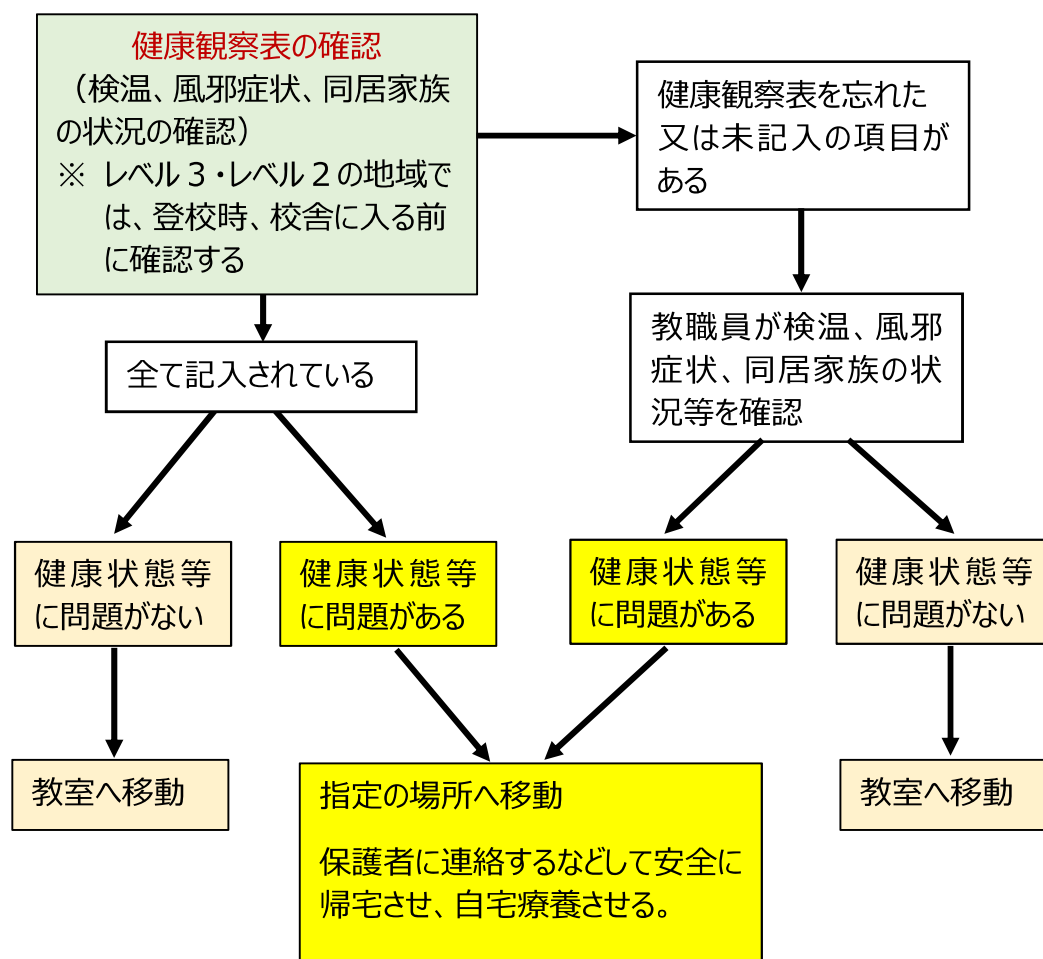 健康観察表の確認
（検温、風邪症状、同居家族
の状況の確認）
※ レベル３・レベル２の地域で
は、登校時、校舎に入る前
に確認する
健康観察表を忘れた
又は未記入の項目が
ある
全て記入されている
教職員が検温、風邪
症状、同居家族の状
況等を確認
健康状態等
に問題がない
健康状態等
に問題がある
健康状態等
に問題がある
健康状態等
に問題がない
教室へ移動
指定の場所へ移動
保護者に連絡するなどして安全に
帰宅させ、自宅療養させる。
教室へ移動